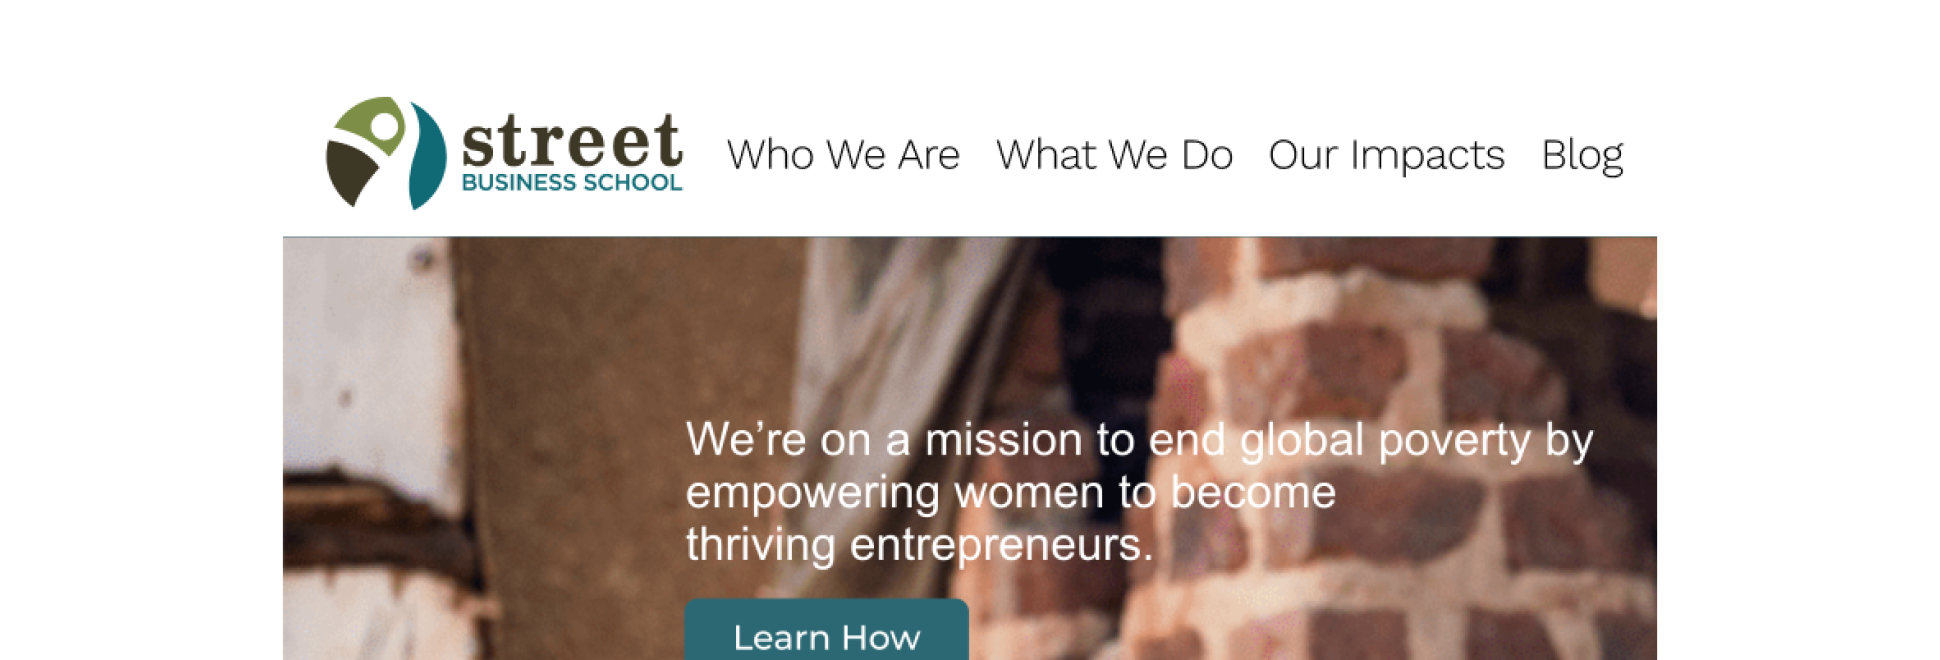 street
BUSINESS SCHOOL
Who We Are What We Do Our Impacts Blog
We’re on a mission to end global poverty by
empowering women to become
thriving entrepreneurs.
Learn How